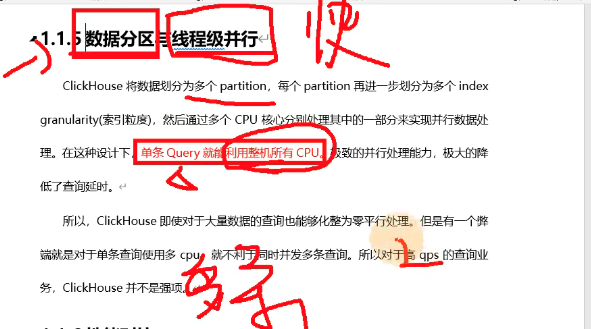 1.1.5 数据分区与线程级并行
ClickHouse 将数据划分为多个 partition，每个 partition 再进一步划分为多个 index
granularity(索引粒度)，然后通过多个 CPU 核心分别处理其中的一部分来实现并行数据处
理。在这种设计下，单条 Query 就能利用整机所有 CPU。极致的并行处理能力，极大的降
低了查询延时。
所以，ClickHouse 即使对于大量数据的查询也能够化整为零平行处理。但是有一个弊
端就是对于单条查询使用多 cpu，就不利于同时并发多条查询。所以对于高 qps 的查询业
务，ClickHouse 并不是强项。